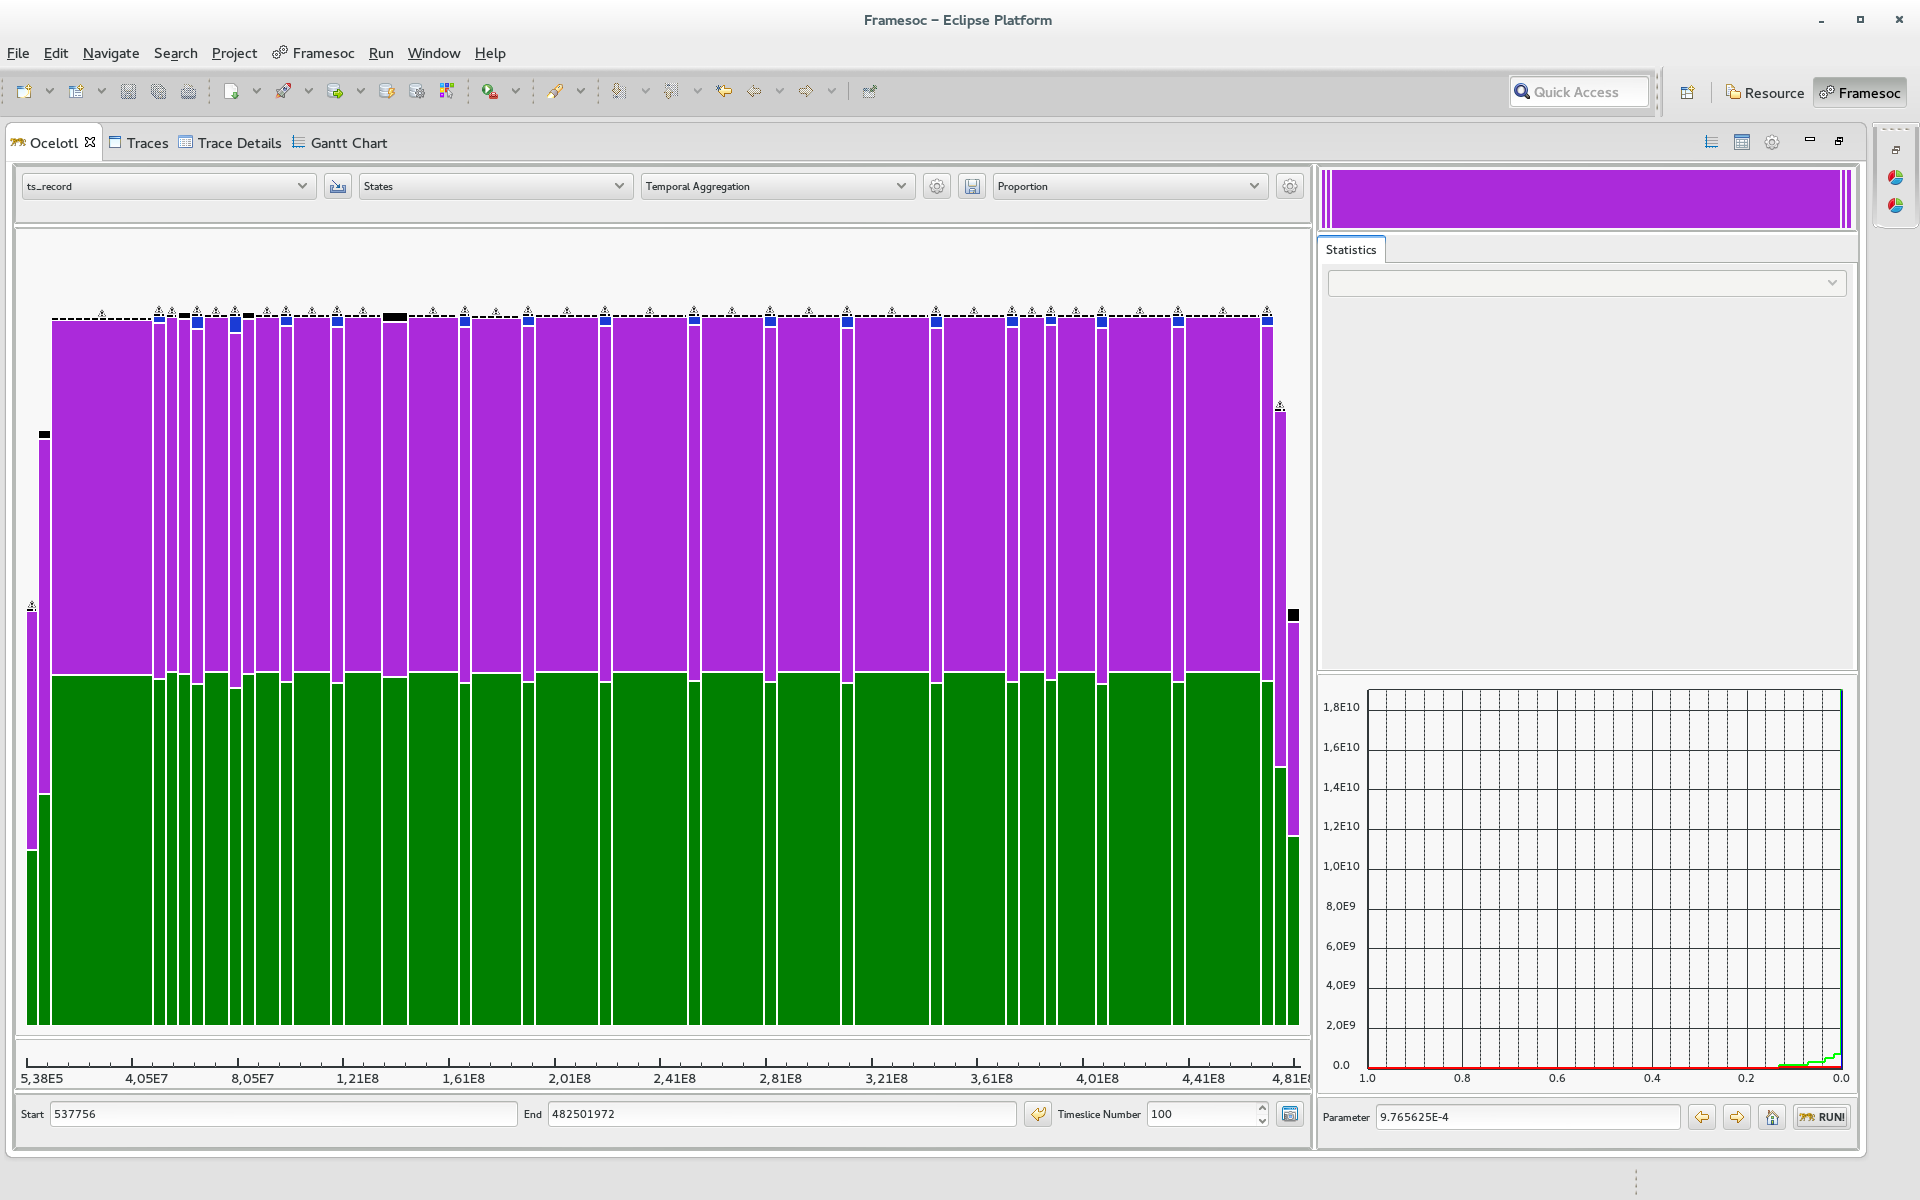 Framesoc – Eclipse Platform
File Edit Navigate Search Project Framesoc Run Window Help
Quick Access Resource Framesoc
Ocelotl Traces Trace Details Gantt Chart
ts_record States Temporal Aggregation Proportion
Statistics
1,8E10
1,6E10
1,4E10
1,2E10
1,0E10
8,0E9
6,0E9
4,0E9
2,0E9
0.0
1.0 0.8 0.6 0.4 0.2 0.0
5,38E5 4,05E7 8,05E7 1,21E8 1,61E8 2,01E8 2,41E8 2,81E8 3,21E8 3,61E8 4,01E8 4,41E8 4,81E8
Start 537756 End 482501972 Timeslice Number 100
Parameter 9.765625E-4 RUN!